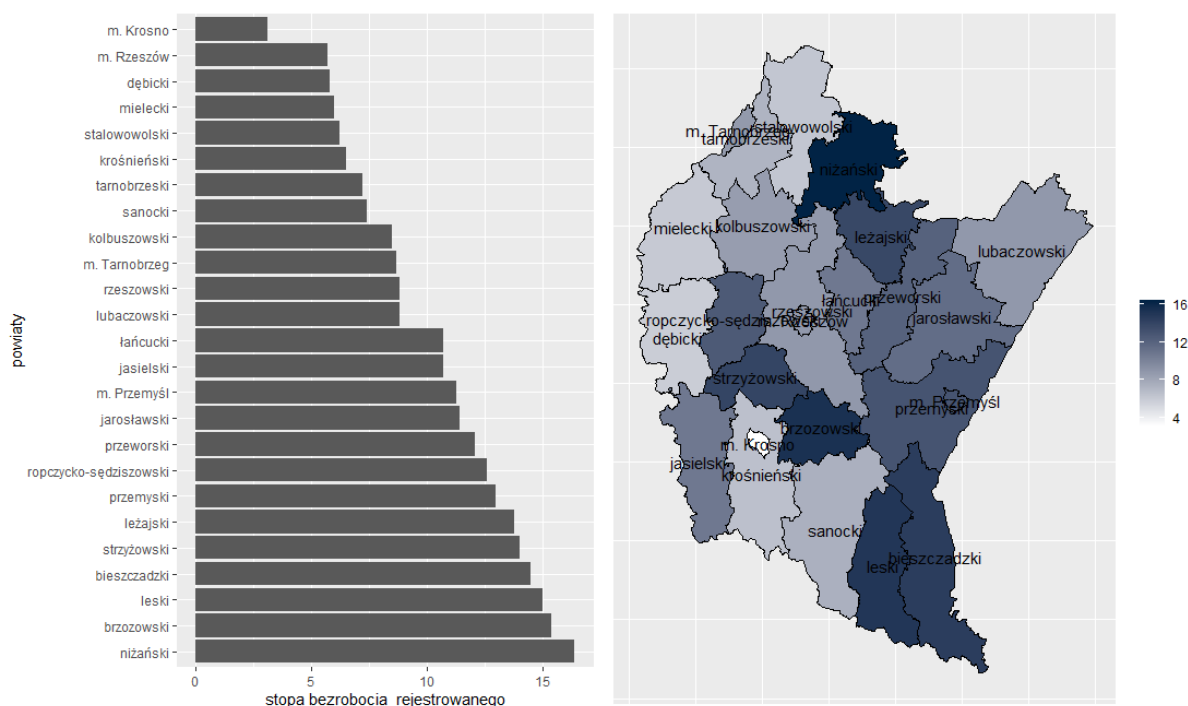 powiaty
m. Krosno
m. Rzeszów
dębicki
mielecki
stalowowolski
krośnieński
tarnobrzeski
sanocki
kolbuszowski
m. Tarnobrzeg
rzeszowski
lubaczowski
łańcucki
jasielski
m. Przemyśl
jarosławski
przeworski
ropczycko-sędziszowski
przemyski
leżajski
strzyżowski
bieszczadzki
leski
brzozowski
niżański
0 5 10 15
stopa bezrobocia rejestrowanego
stalowowolski
m. Tarnobrzeg
tarnobrzeski
niżański
mielecki
kolbuszowski
leżajski
lubaczowski
łańcucki
przeworski
rzeszowski
jarosławski
ropczycko-sędziszowski
m. Rzeszów
dębicki
strzyżowski
m. Przemyśl
przemyski
brzozowski
m. Krosno
jasielski
krośnieński
sanocki
bieszczadzki
leski
16
12
8
4